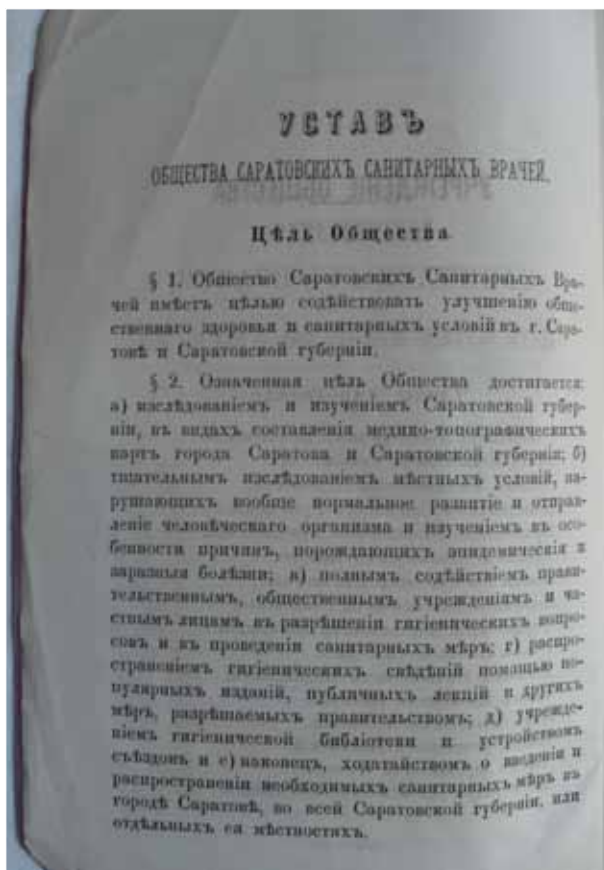 УСТАВЪ
ОБЩЕСТВА САРАТОВСКИХЪ САНИТАРНЫХЪ ВРАЧЕЙ.
Цѣль Общества
§ 1. Общество Саратовскихъ Санитарныхъ Вра-
чей имѣетъ цѣлью содѣйствовать улучшенію обще-
ственнаго здоровья и санитарныхъ условій въ г. Сара-
товѣ и Саратовской губерніи.
§ 2. Означенная цѣль Общества достигается:
а) изслѣдованіемъ и изученіемъ Саратовской губер-
ніи, въ видахъ составленія медико-топографическихъ
картъ города Саратова и Саратовской губерніи; б)
тщательнымъ изслѣдованіемъ мѣстныхъ условій, на-
рушающихъ вообще нормальное развитіе и отправ-
леніе человѣческаго организма и изученіемъ въ осо-
бенности причинъ, порождающихъ эпидемическія и
заразныя болѣзни; в) полнымъ содѣйствіемъ прави-
тельственнымъ, общественнымъ учрежденіямъ и ча-
стнымъ лицамъ въ разрѣшеніи гигіеническихъ вопро-
совъ и въ проведеніи санитарныхъ мѣръ; г) распро-
страненіемъ гигіеническихъ свѣдѣній помощью по-
пулярныхъ изданій, публичныхъ лекцій и другихъ
мѣръ, разрѣшаемыхъ правительствомъ; д) учрежде-
ніемъ гигіенической библіотеки и устройствомъ
съѣздовъ и е) наконецъ, ходатайствомъ о введеніи и
распространеніи необходимыхъ санитарныхъ мѣръ въ
городѣ Саратовѣ, во всей Саратовской губерніи, или
отдѣльныхъ ея мѣстностяхъ.